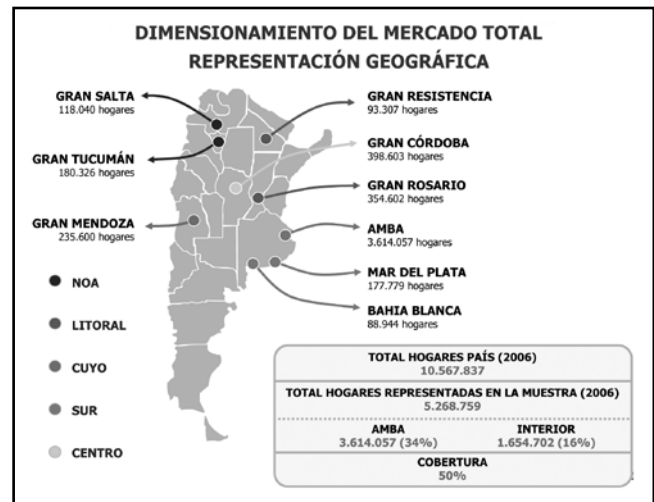 DIMENSIONAMIENTO DEL MERCADO TOTAL
REPRESENTACIÓN GEOGRÁFICA
GRAN SALTA
118.040 hogares
GRAN TUCUMÁN
180.326 hogares
GRAN MENDOZA
235.600 hogares
GRAN RESISTENCIA
93.307 hogares
GRAN CÓRDOBA
398.603 hogares
GRAN ROSARIO
354.602 hogares
AMBA
3.614.057 hogares
MAR DEL PLATA
177.779 hogares
BAHIA BLANCA
88.944 hogares
NOA
LITORAL
CUYO
SUR
CENTRO
TOTAL HOGARES PAÍS (2006)
10.567.837
TOTAL HOGARES REPRESENTADAS EN LA MUESTRA (2006)
5.268.759
AMBA INTERIOR
3.614.057 (34%) 1.654.702 (16%)
COBERTURA
50%